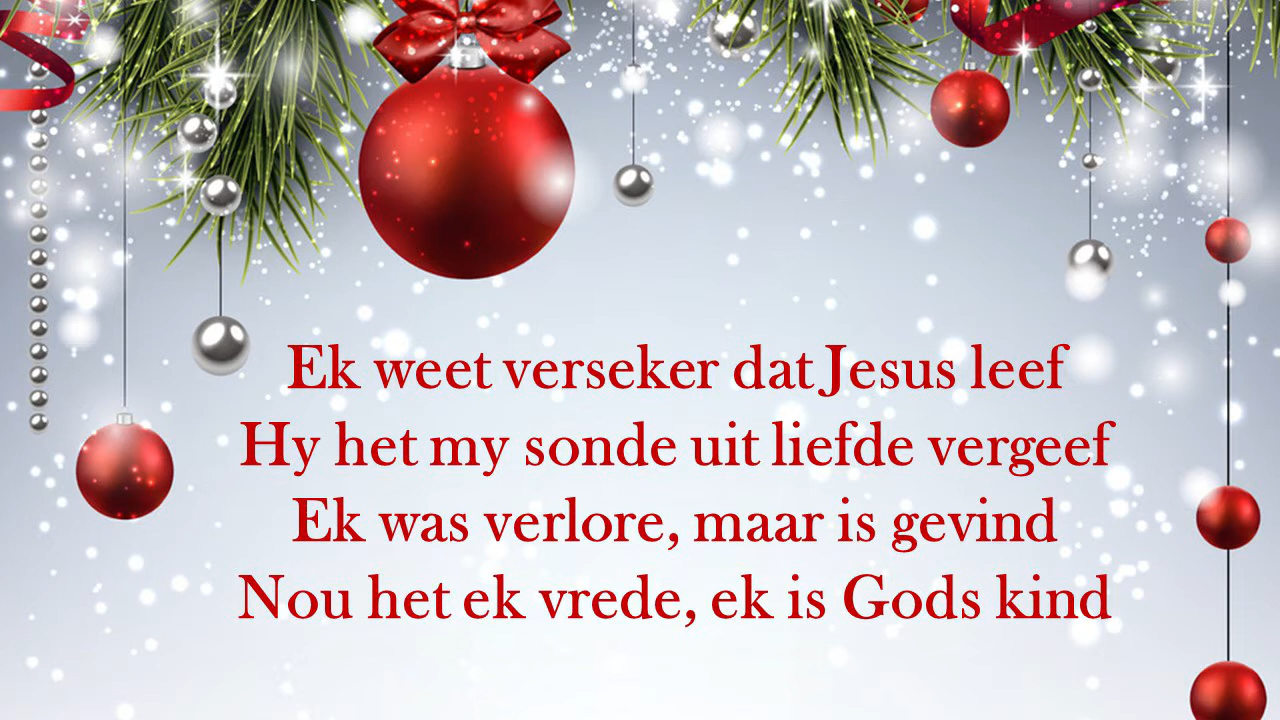 Ek weet verseker dat Jesus leef
Hy het my sonde uit liefde vergeef
Ek was verlore, maar is gevind
Nou het ek vrede, ek is Gods kind